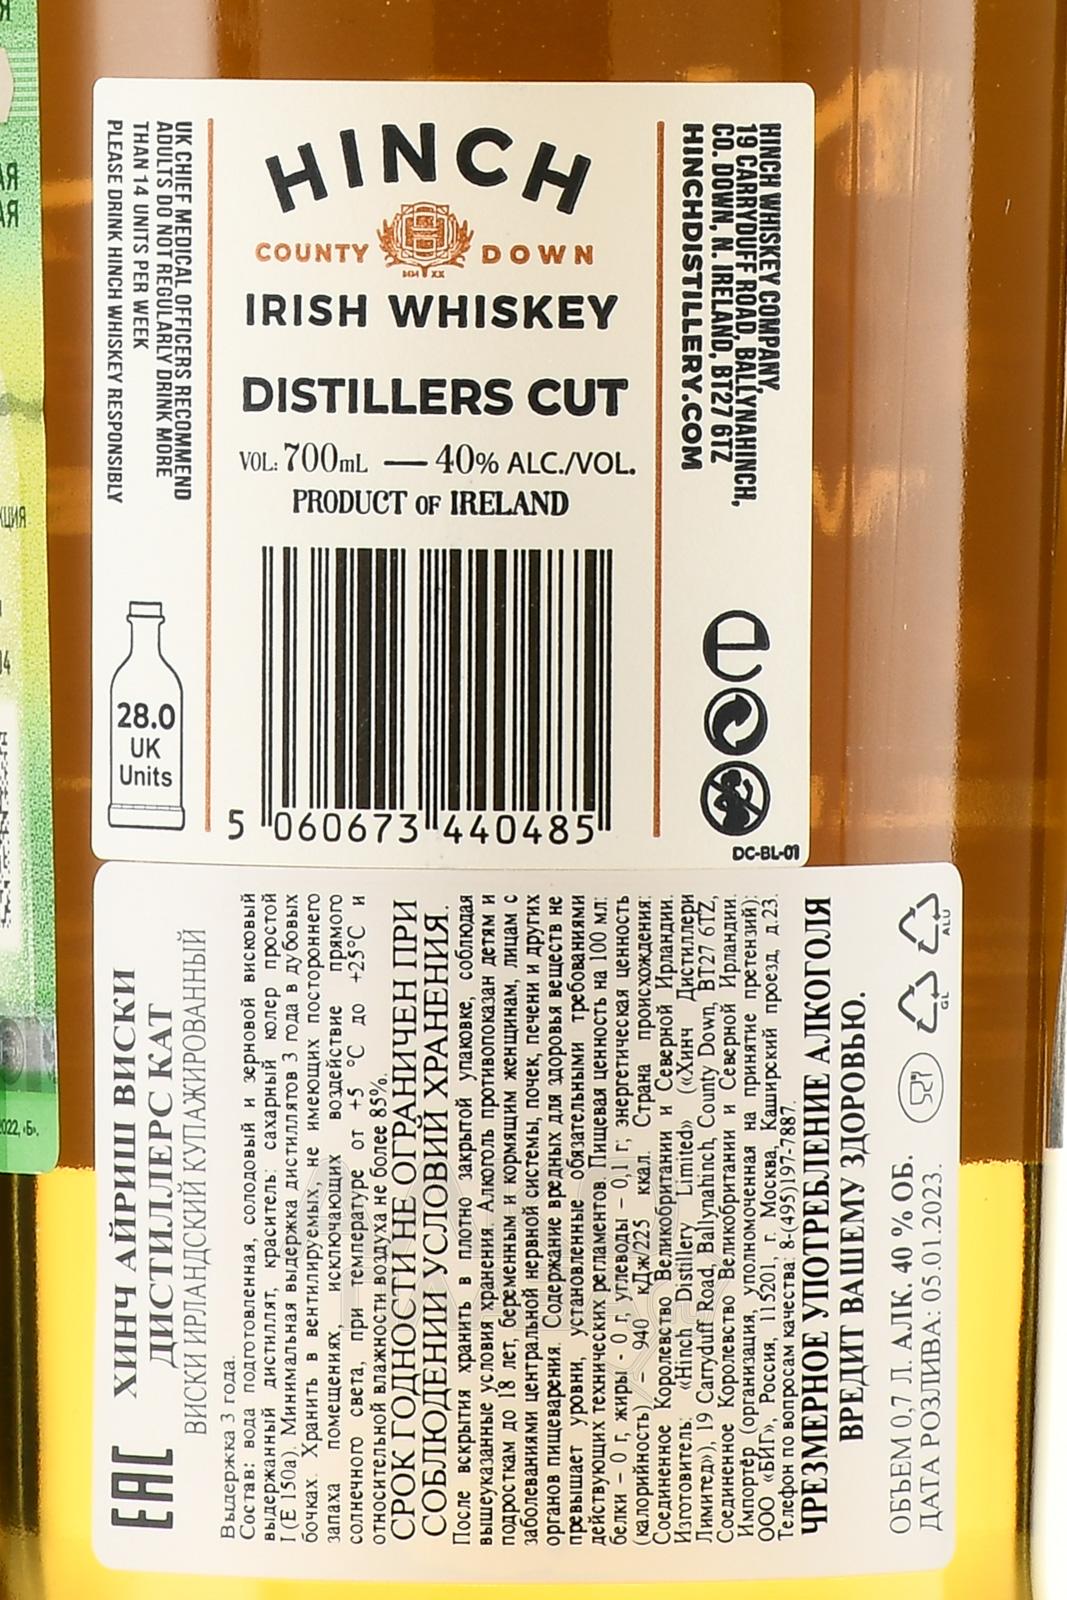 HINCH
COUNTY DOWN
MM XX
IRISH WHISKEY
DISTILLERS CUT
VOL: 700mL — 40% ALC./VOL.
PRODUCT OF IRELAND
5 060673 440485
UK CHIEF MEDICAL OFFICERS RECOMMEND
ADULTS DO NOT REGULARLY DRINK MORE
THAN 14 UNITS PER WEEK
PLEASE DRINK HINCH WHISKEY RESPONSIBLY
28.0
UK
Units
HINCH WHISKEY COMPANY,
19 CARRYDUFF ROAD, BALLYNAHINCH,
CO. DOWN, N. IRELAND, BT27 6TZ
HINCHDISTILLERY.COM
e
DC-BL-01
EAC
ХИНЧ АЙРИШ ВИСКИ
ДИСТИЛЛЕРС КАТ
ВИСКИ ИРЛАНДСКИЙ КУПАЖИРОВАННЫЙ
Выдержка 3 года.
Состав: вода подготовленная, солодовый и зерновой висковый
выдержанный дистиллят, краситель: сахарный колер простой
I (Е 150а). Минимальная выдержка дистиллятов 3 года в дубовых
бочках. Хранить в вентилируемых, не имеющих постороннего
запаха помещениях, исключающих воздействие прямого
солнечного света, при температуре от +5 °С до +25°С и
относительной влажности воздуха не более 85%.
СРОК ГОДНОСТИ НЕ ОГРАНИЧЕН ПРИ
СОБЛЮДЕНИИ УСЛОВИЙ ХРАНЕНИЯ.
После вскрытия хранить в плотно закрытой упаковке, соблюдая
вышеуказанные условия хранения. Алкоголь противопоказан детям и
подросткам до 18 лет, беременным и кормящим женщинам, лицам с
заболеваниями центральной нервной системы, почек, печени и других
органов пищеварения. Содержание вредных для здоровья веществ не
превышает уровни, установленные обязательными требованиями
действующих технических регламентов. Пищевая ценность на 100 мл:
белки – 0 г, жиры - 0 г, углеводы – 0,1 г; энергетическая ценность
(калорийность) – 940 кДж/225 ккал. Страна происхождения:
Соединенное Королевство Великобритании и Северной Ирландии.
Изготовитель: «Hinch Distillery Limited» («Хинч Дистиллери
Лимитед»), 19 Carryduff Road, Ballynahinch, County Down, BT27 6TZ,
Соединенное Королевство Великобритании и Северной Ирландии.
Импортёр (организация, уполномоченная на принятие претензий):
ООО «БИГ», Россия, 115201, г. Москва, Каширский проезд, д.23.
Телефон по вопросам качества: 8-(495)197-7887.
ЧРЕЗМЕРНОЕ УПОТРЕБЛЕНИЕ АЛКОГОЛЯ
ВРЕДИТ ВАШЕМУ ЗДОРОВЬЮ.
ОБЪЕМ 0,7 Л. АЛК. 40 % ОБ.
ДАТА РОЗЛИВА: 05.01.2023.
GL
ALU